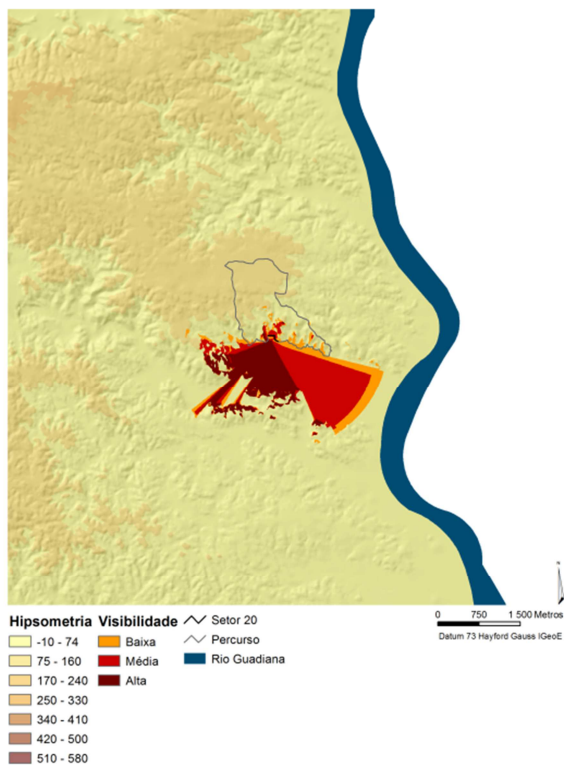 N
0 750 1 500 Metros
Datum 73 Hayford Gauss IGeoE
Hipsometria
-10 - 74
75 - 160
170 - 240
250 - 330
340 - 410
420 - 500
510 - 580
Visibilidade
Baixa
Média
Alta
Setor 20
Percurso
Rio Guadiana